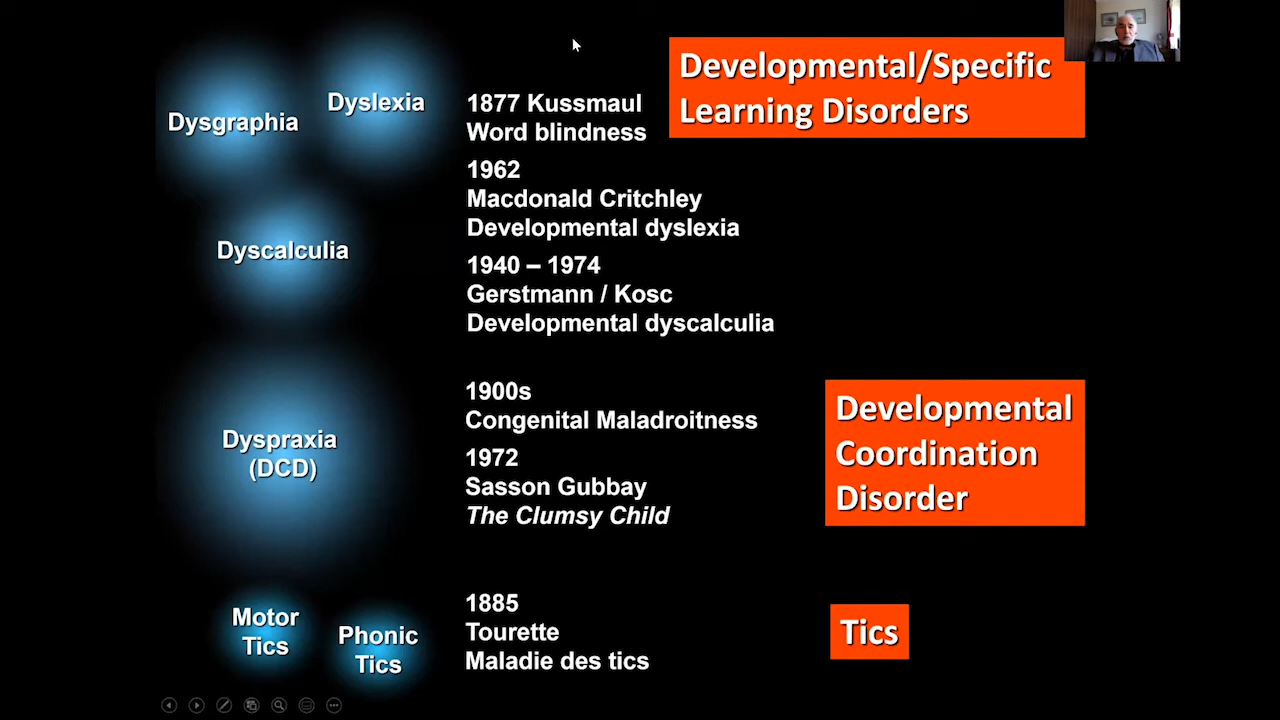 Dysgraphia
Dyslexia
1877 Kussmaul
Word blindness
Developmental/Specific
Learning Disorders
1962
Macdonald Critchley
Developmental dyslexia
Dyscalculia
1940 – 1974
Gerstmann / Kosc
Developmental dyscalculia
Dyspraxia
(DCD)
1900s
Congenital Maladroitness
1972
Sasson Gubbay
The Clumsy Child
Developmental
Coordination
Disorder
Motor
Tics
Phonic
Tics
1885
Tourette
Maladie des tics
Tics